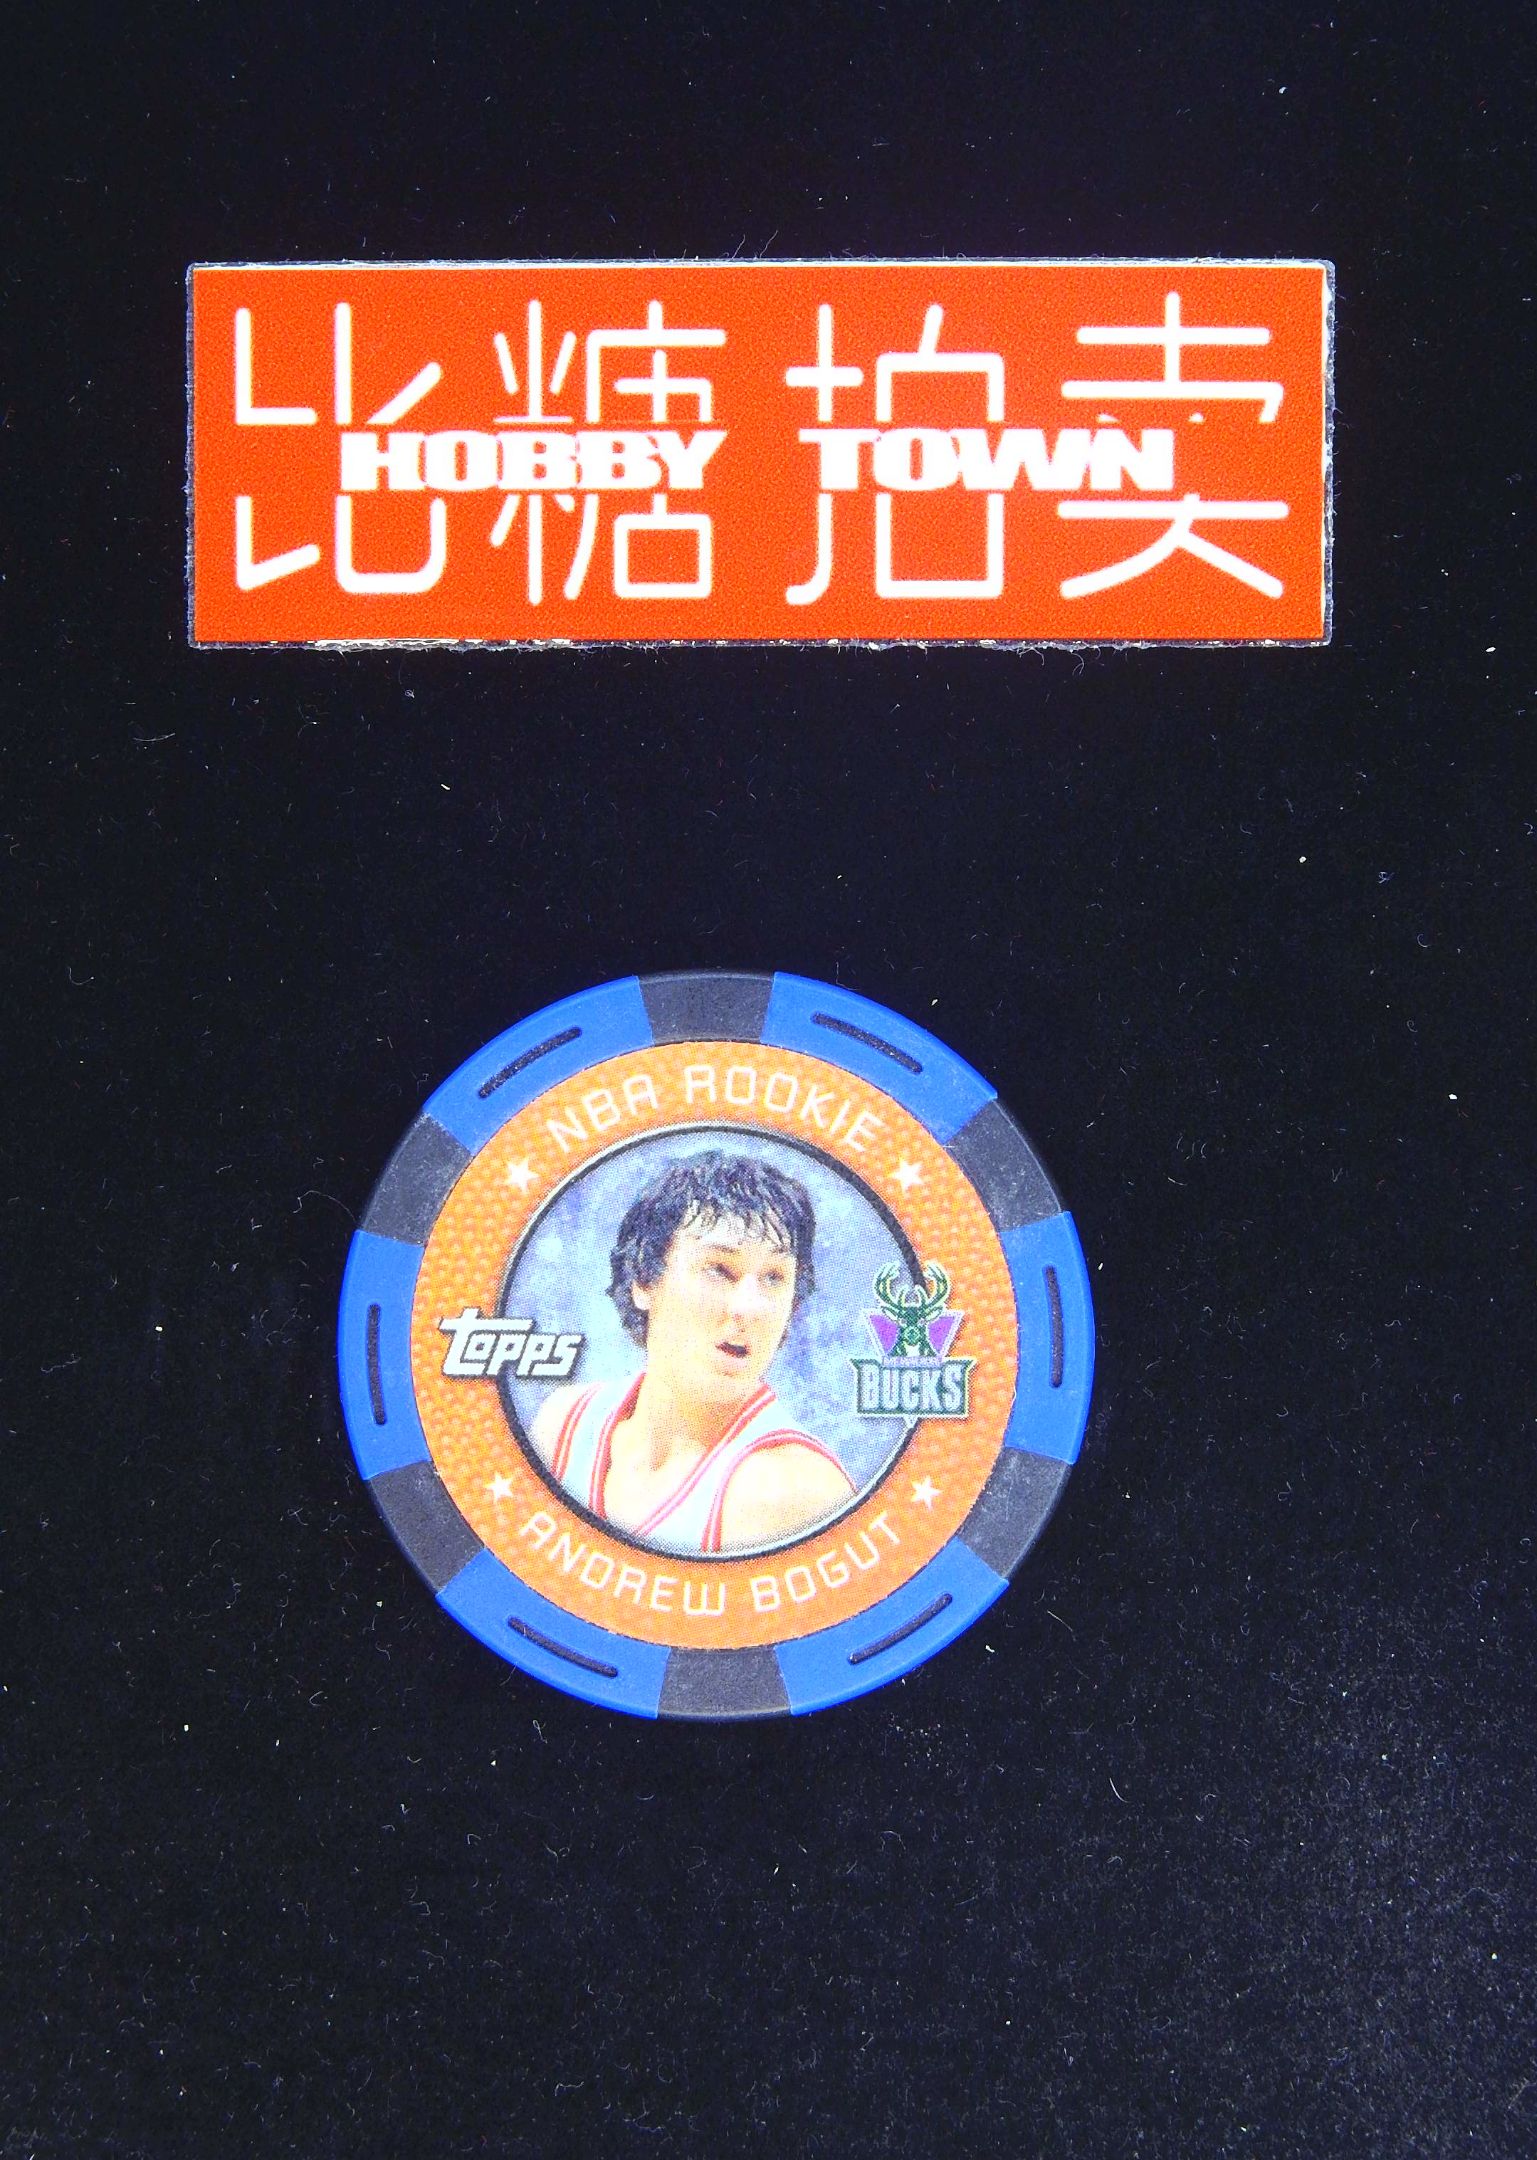 比糖拍卖
HOBBY TOWN
NBA ROOKIE
topps
BUCKS
ANDREW BOGUT